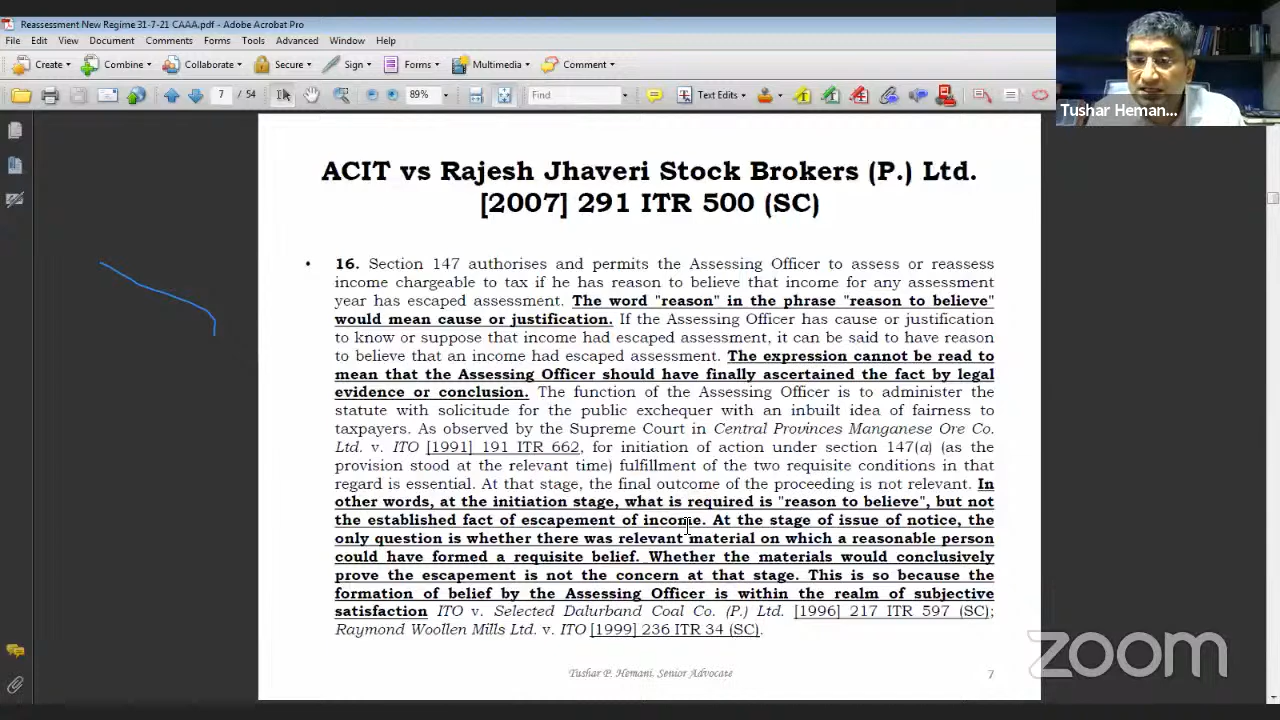 Reassessment New Regime 31-7-21 CAAA.pdf - Adobe Acrobat Pro
File Edit View Document Comments Forms Tools Advanced Window Help
Create Combine Collaborate Secure Sign Forms Multimedia Comment
7 / 54 89% Find Text Edits
Tushar Heman...
ACIT vs Rajesh Jhaveri Stock Brokers (P.) Ltd.
[2007] 291 ITR 500 (SC)
• 16. Section 147 authorises and permits the Assessing Officer to assess or reassess
income chargeable to tax if he has reason to believe that income for any assessment
year has escaped assessment. The word "reason" in the phrase "reason to believe"
would mean cause or justification. If the Assessing Officer has cause or justification
to know or suppose that income had escaped assessment, it can be said to have reason
to believe that an income had escaped assessment. The expression cannot be read to
mean that the Assessing Officer should have finally ascertained the fact by legal
evidence or conclusion. The function of the Assessing Officer is to administer the
statute with solicitude for the public exchequer with an inbuilt idea of fairness to
taxpayers. As observed by the Supreme Court in Central Provinces Manganese Ore Co.
Ltd. v. ITO [1991] 191 ITR 662, for initiation of action under section 147(a) (as the
provision stood at the relevant time) fulfillment of the two requisite conditions in that
regard is essential. At that stage, the final outcome of the proceeding is not relevant. In
other words, at the initiation stage, what is required is "reason to believe", but not
the established fact of escapement of income. At the stage of issue of notice, the
only question is whether there was relevant material on which a reasonable person
could have formed a requisite belief. Whether the materials would conclusively
prove the escapement is not the concern at that stage. This is so because the
formation of belief by the Assessing Officer is within the realm of subjective
satisfaction ITO v. Selected Dalurband Coal Co. (P.) Ltd. [1996] 217 ITR 597 (SC);
Raymond Woollen Mills Ltd. v. ITO [1999] 236 ITR 34 (SC).
Tushar P. Hemani, Senior Advocate
7
zoom